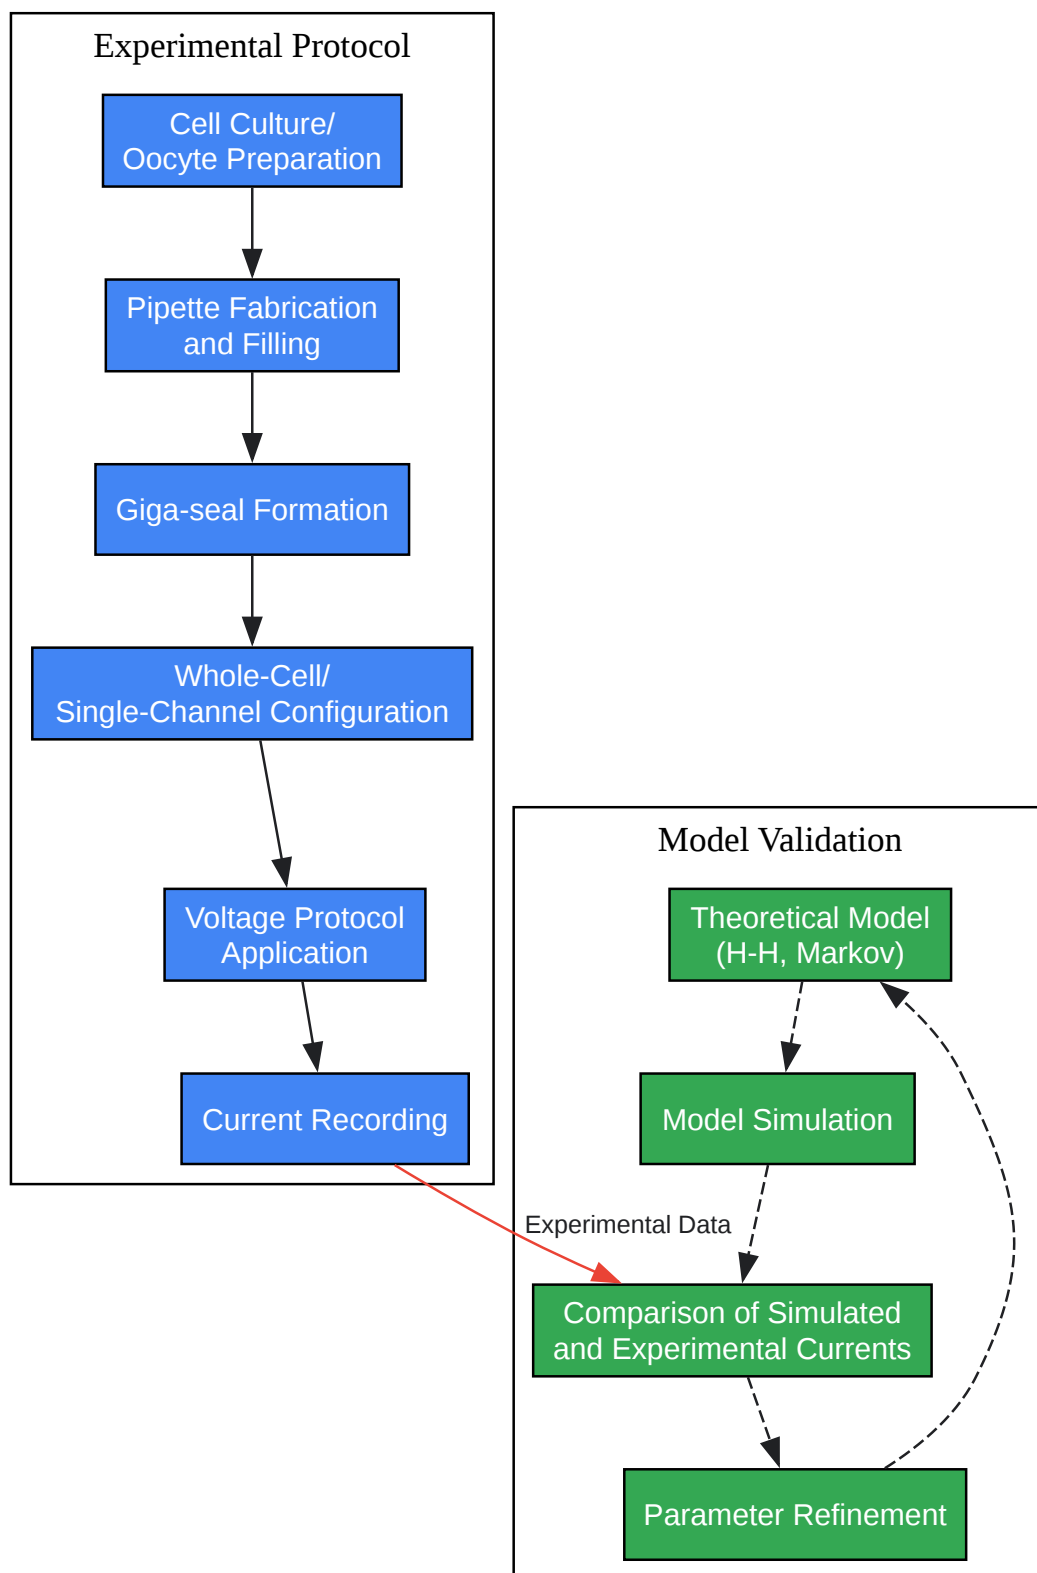 Experimental Protocol
Cell Culture/
Oocyte Preparation
Pipette Fabrication
and Filling
Giga-seal Formation
Whole-Cell/
Single-Channel Configuration
Voltage Protocol
Application
Current Recording
Model Validation
Theoretical Model
(H-H, Markov)
Model Simulation
Experimental Data
Comparison of Simulated
and Experimental Currents
Parameter Refinement